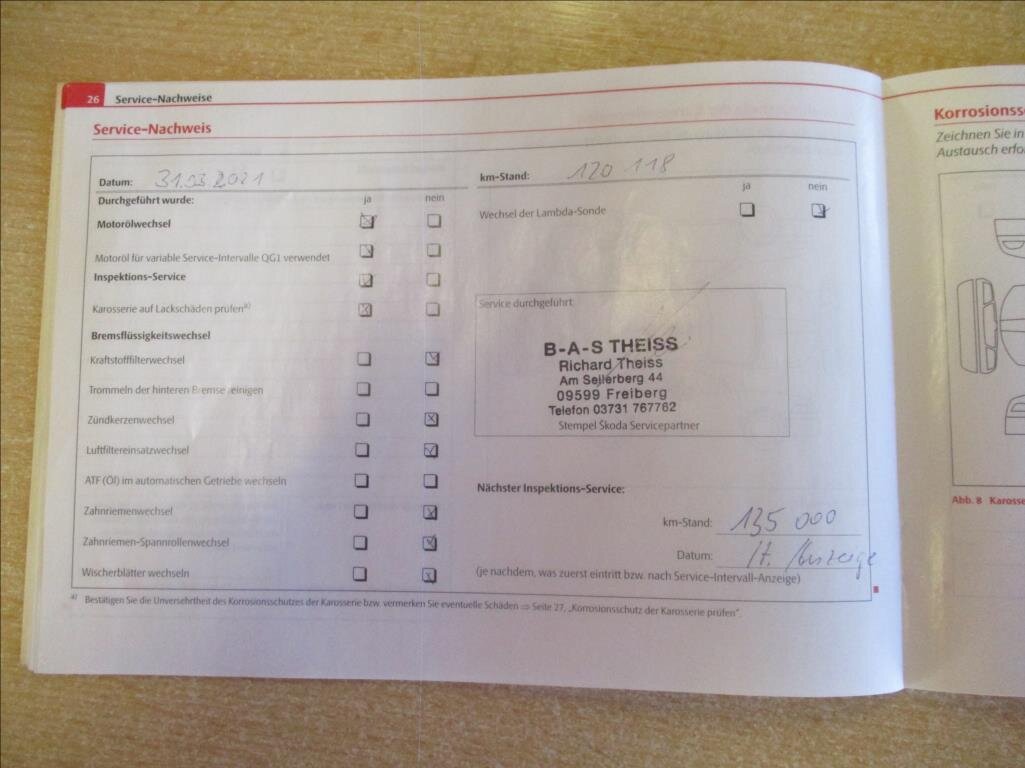 26 Service-Nachweise
Service-Nachweis
Datum: 31.03.2021
Durchgeführt wurde: ja nein
Motorölwechsel
Motoröl für variable Service-Intervalle QG1 verwendet
Inspektions-Service
Karosserie auf Lackschäden prüfen a)
Bremsflüssigkeitswechsel
Kraftstofffilterwechsel
Trommeln der hinteren Bremse reinigen
Zündkerzenwechsel
Luftfiltereinsatzwechsel
ATF (Öl) im automatischen Getriebe wechseln
Zahnriemenwechsel
Zahnriemen-Spannrollenwechsel
Wischerblätter wechseln
km-Stand: 120 118
ja nein
Wechsel der Lambda-Sonde
Service durchgeführt:
B-A-S THEISS
Richard Theiss
Am Seilerberg 44
09599 Freiberg
Telefon 03731 767762
Stempel Škoda Servicepartner
Nächster Inspektions-Service:
km-Stand: 135 000
Datum: lt. Anzeige
(je nachdem, was zuerst eintritt bzw. nach Service-Intervall-Anzeige)
a) Bestätigen Sie die Unversehrtheit des Korrosionsschutzes der Karosserie bzw. vermerken Sie eventuelle Schäden ⇒ Seite 27, „Korrosionsschutz der Karosserie prüfen“.
Korrosionss
Zeichnen Sie in
Austausch erfo
Abb. 8 Karosse